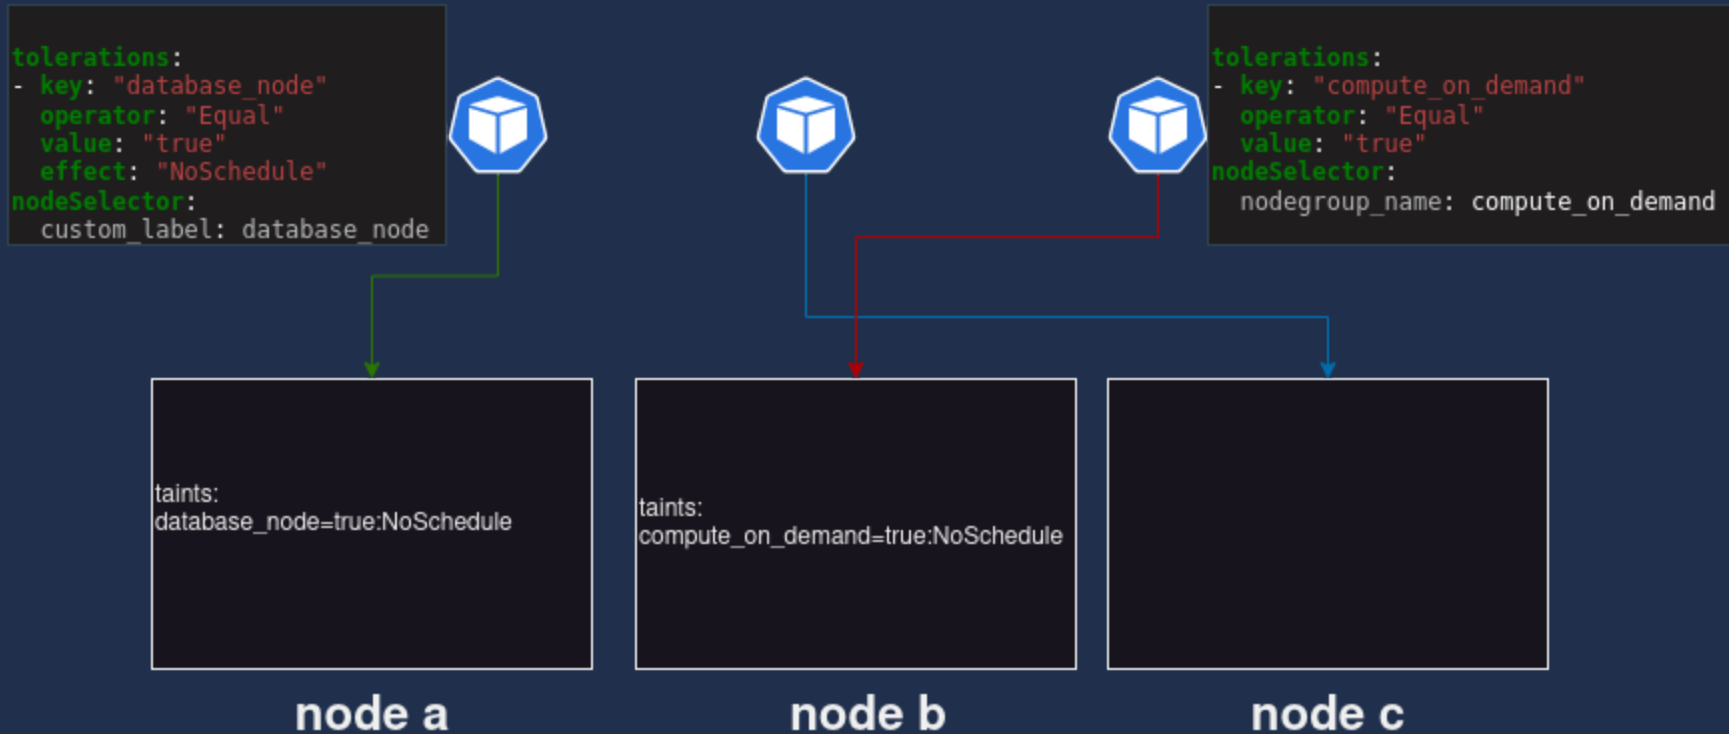 tolerations:
- key: "database_node"
  operator: "Equal"
  value: "true"
  effect: "NoSchedule"
nodeSelector:
  custom_label: database_node
tolerations:
- key: "compute_on_demand"
  operator: "Equal"
  value: "true"
nodeSelector:
  nodegroup_name: compute_on_demand
taints:
database_node=true:NoSchedule
taints:
compute_on_demand=true:NoSchedule
node a
node b
node c